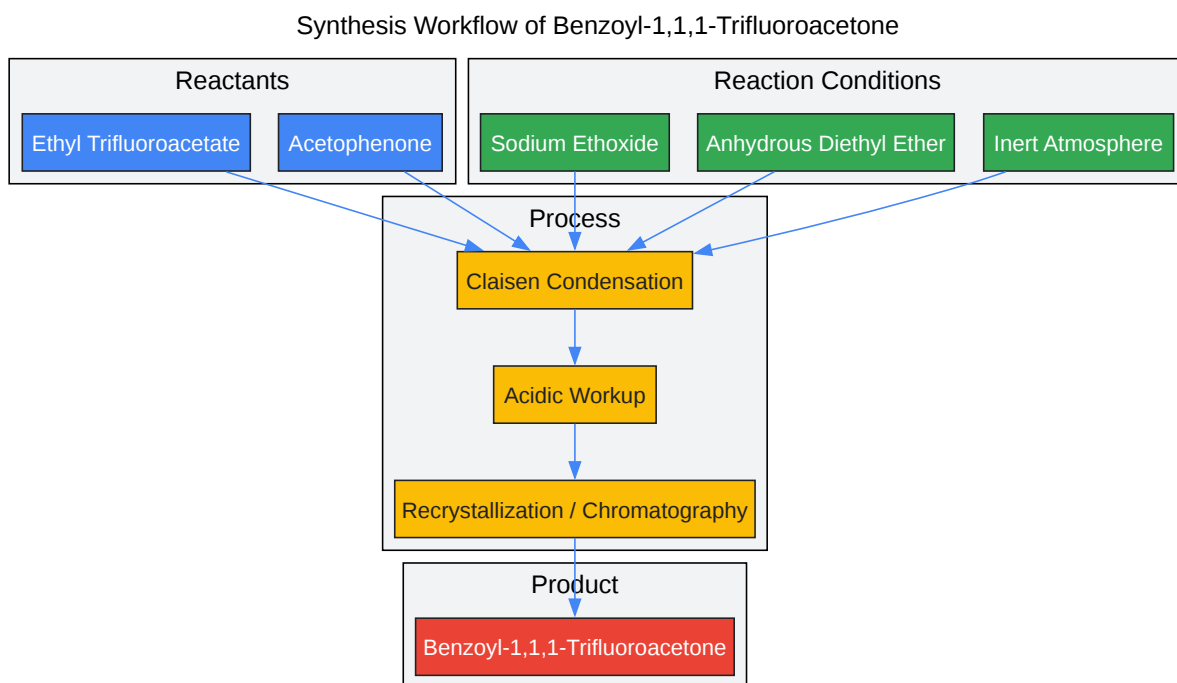 Synthesis Workflow of Benzoyl-1,1,1-Trifluoroacetone
Reactants
Ethyl Trifluoroacetate
Acetophenone
Reaction Conditions
Sodium Ethoxide
Anhydrous Diethyl Ether
Inert Atmosphere
Process
Claisen Condensation
Acidic Workup
Recrystallization / Chromatography
Product
Benzoyl-1,1,1-Trifluoroacetone